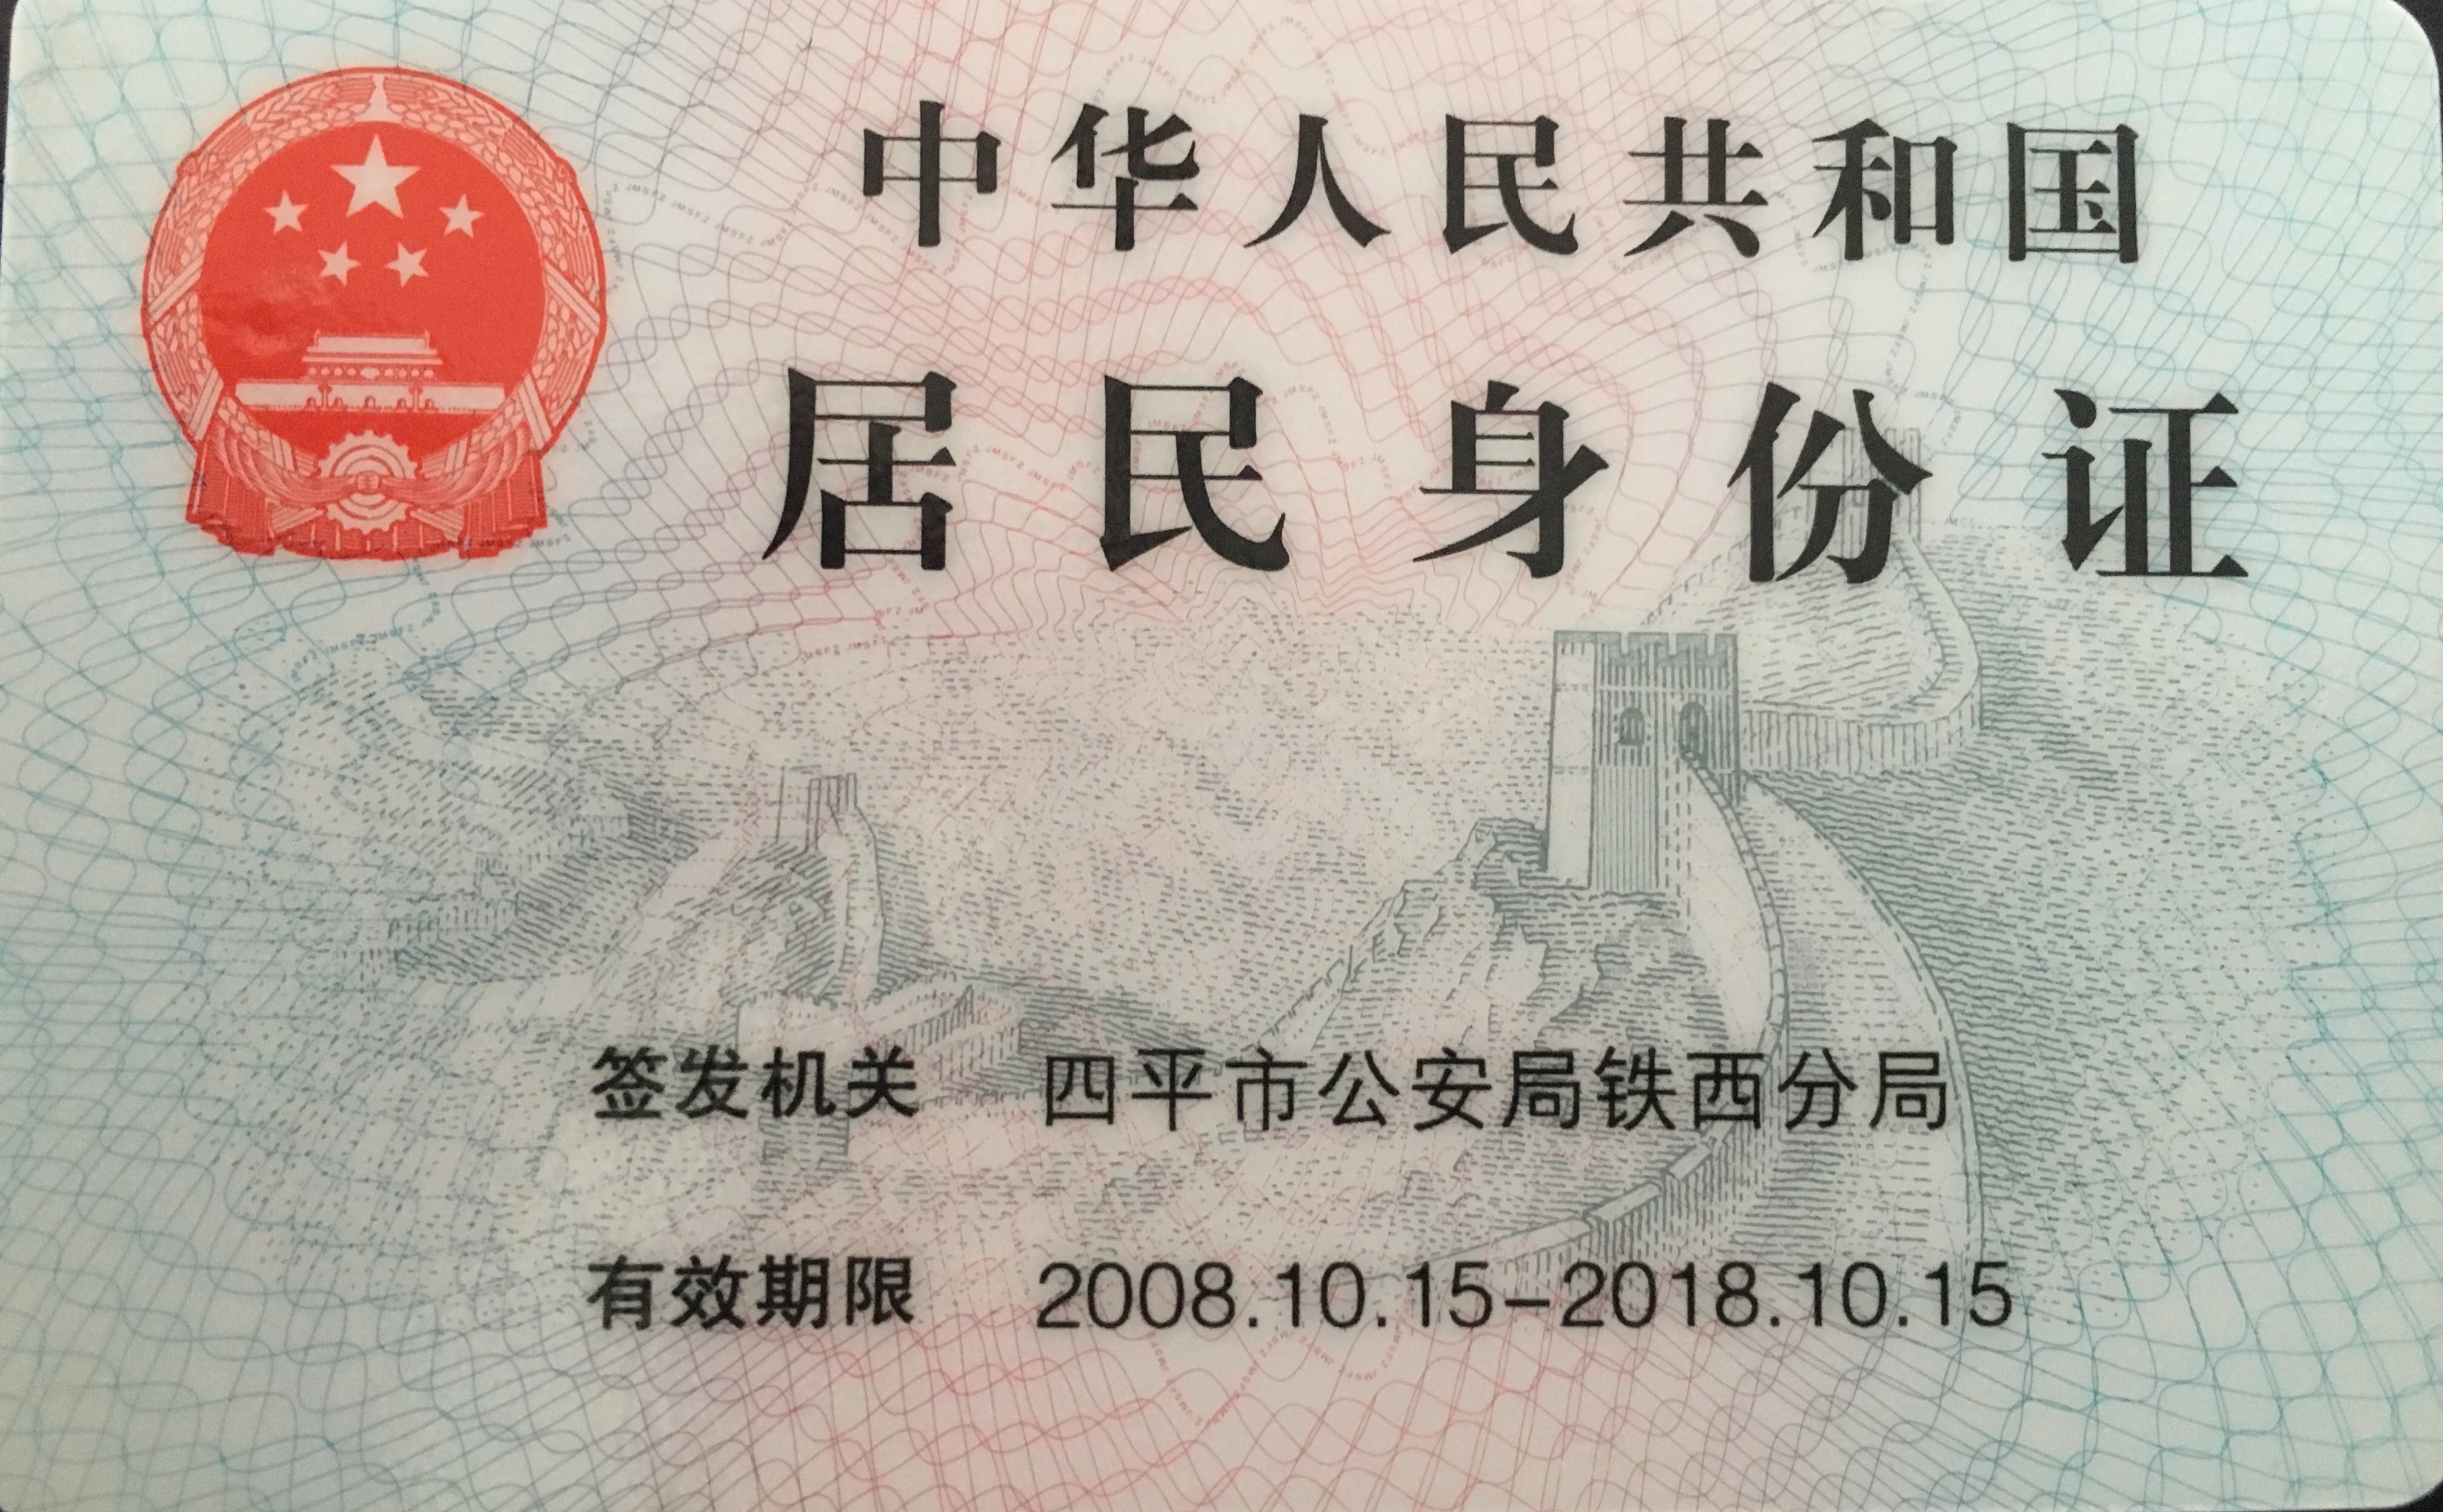 中华人民共和国
居民身份证
签发机关 四平市公安局铁西分局
有效期限 2008.10.15-2018.10.15